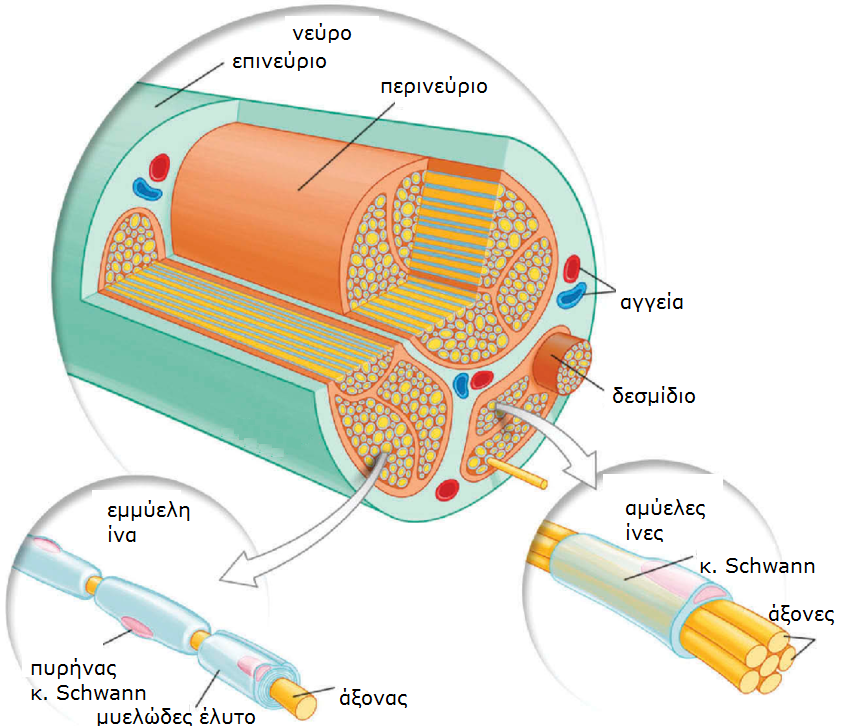 νεύρο
επινεύριο
περινεύριο
αγγεία
δεσμίδιο
εμμύελη
ίνα
αμύελες
ίνες
κ. Schwann
άξονες
πυρήνας
κ. Schwann
μυελώδες έλυτο
άξονας